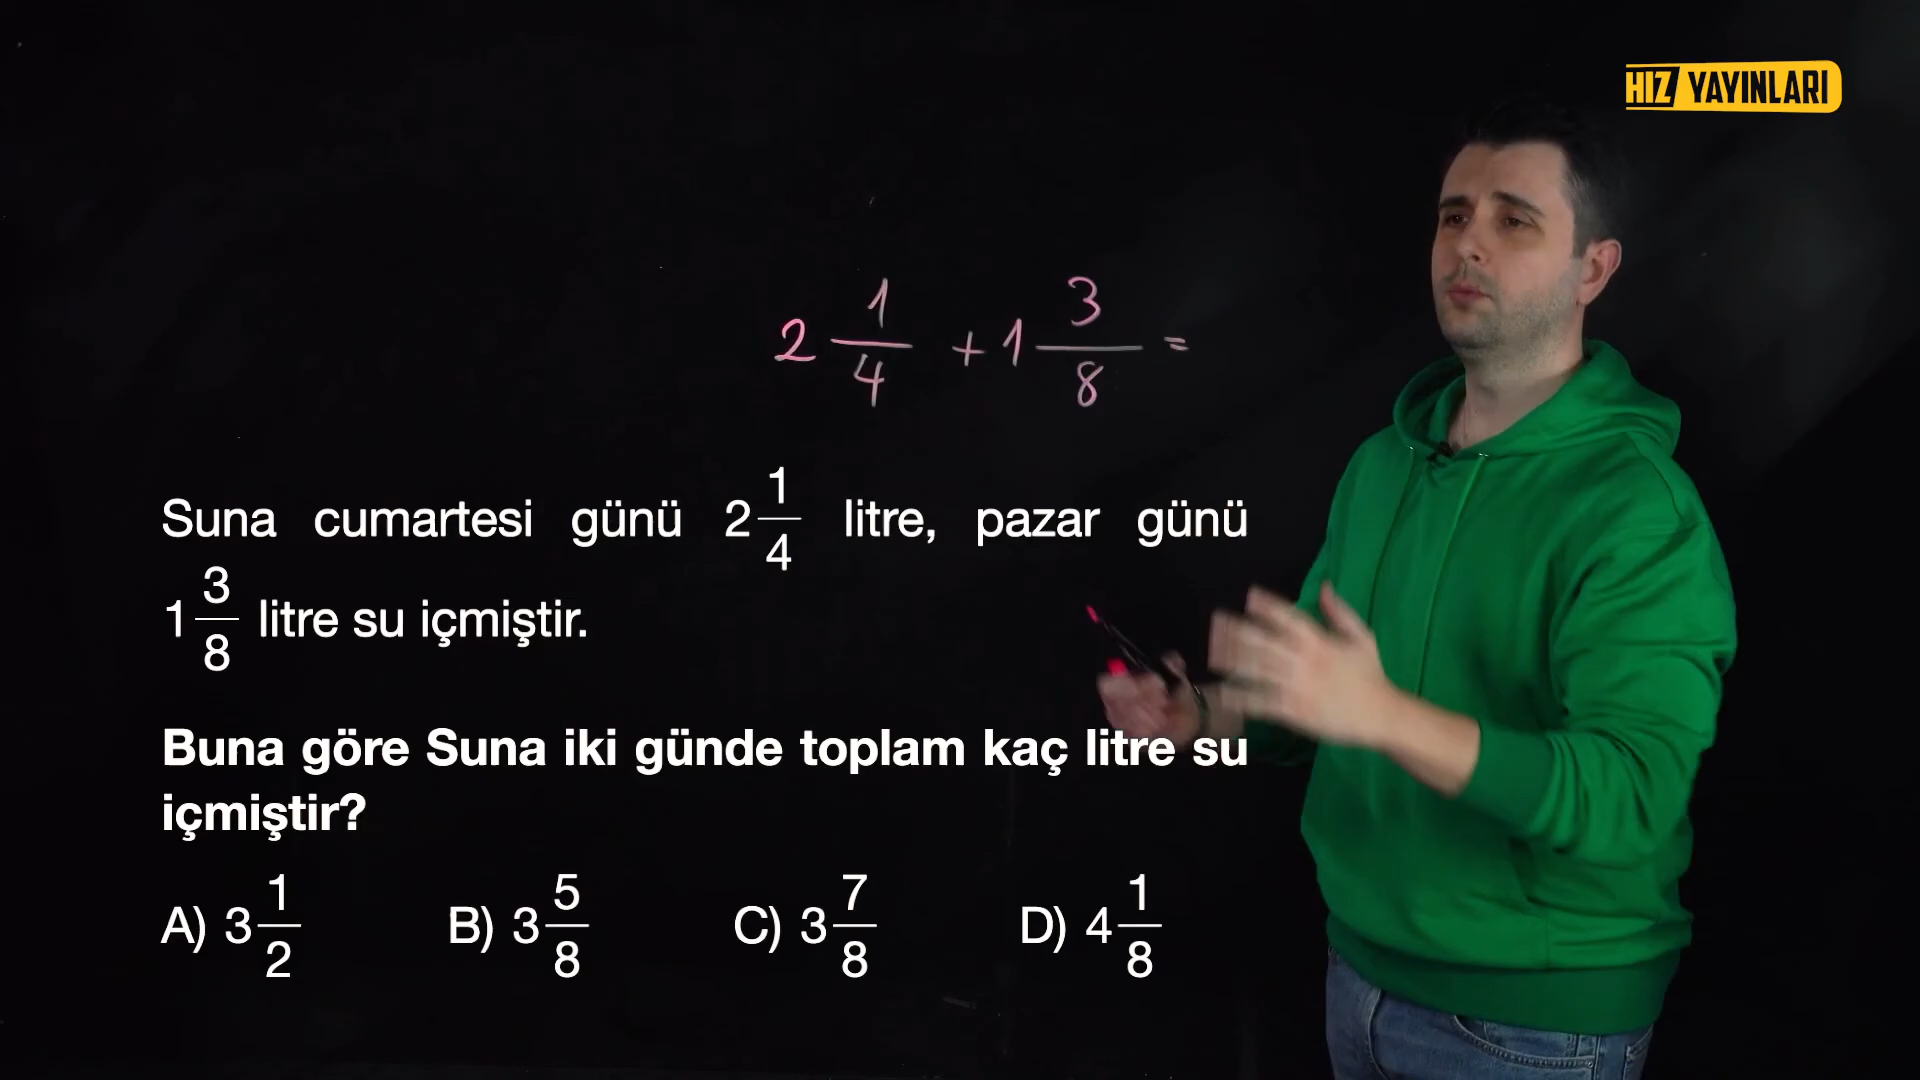 HIZ YAYINLARI
2 1/4 + 1 3/8 =
Suna cumartesi günü 2 1/4 litre, pazar günü
1 3/8 litre su içmiştir.
Buna göre Suna iki günde toplam kaç litre su
içmiştir?
A) 3 1/2 B) 3 5/8 C) 3 7/8 D) 4 1/8